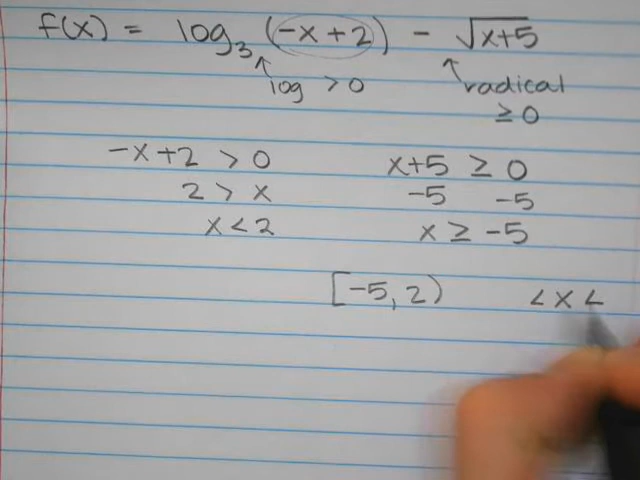 f(x) = log₃ (-x+2) - √x+5
log > 0
radical
≥ 0
-x+2 > 0
x+5 ≥ 0
2 > x
-5 -5
x < 2
x ≥ -5
[-5, 2)
< x <